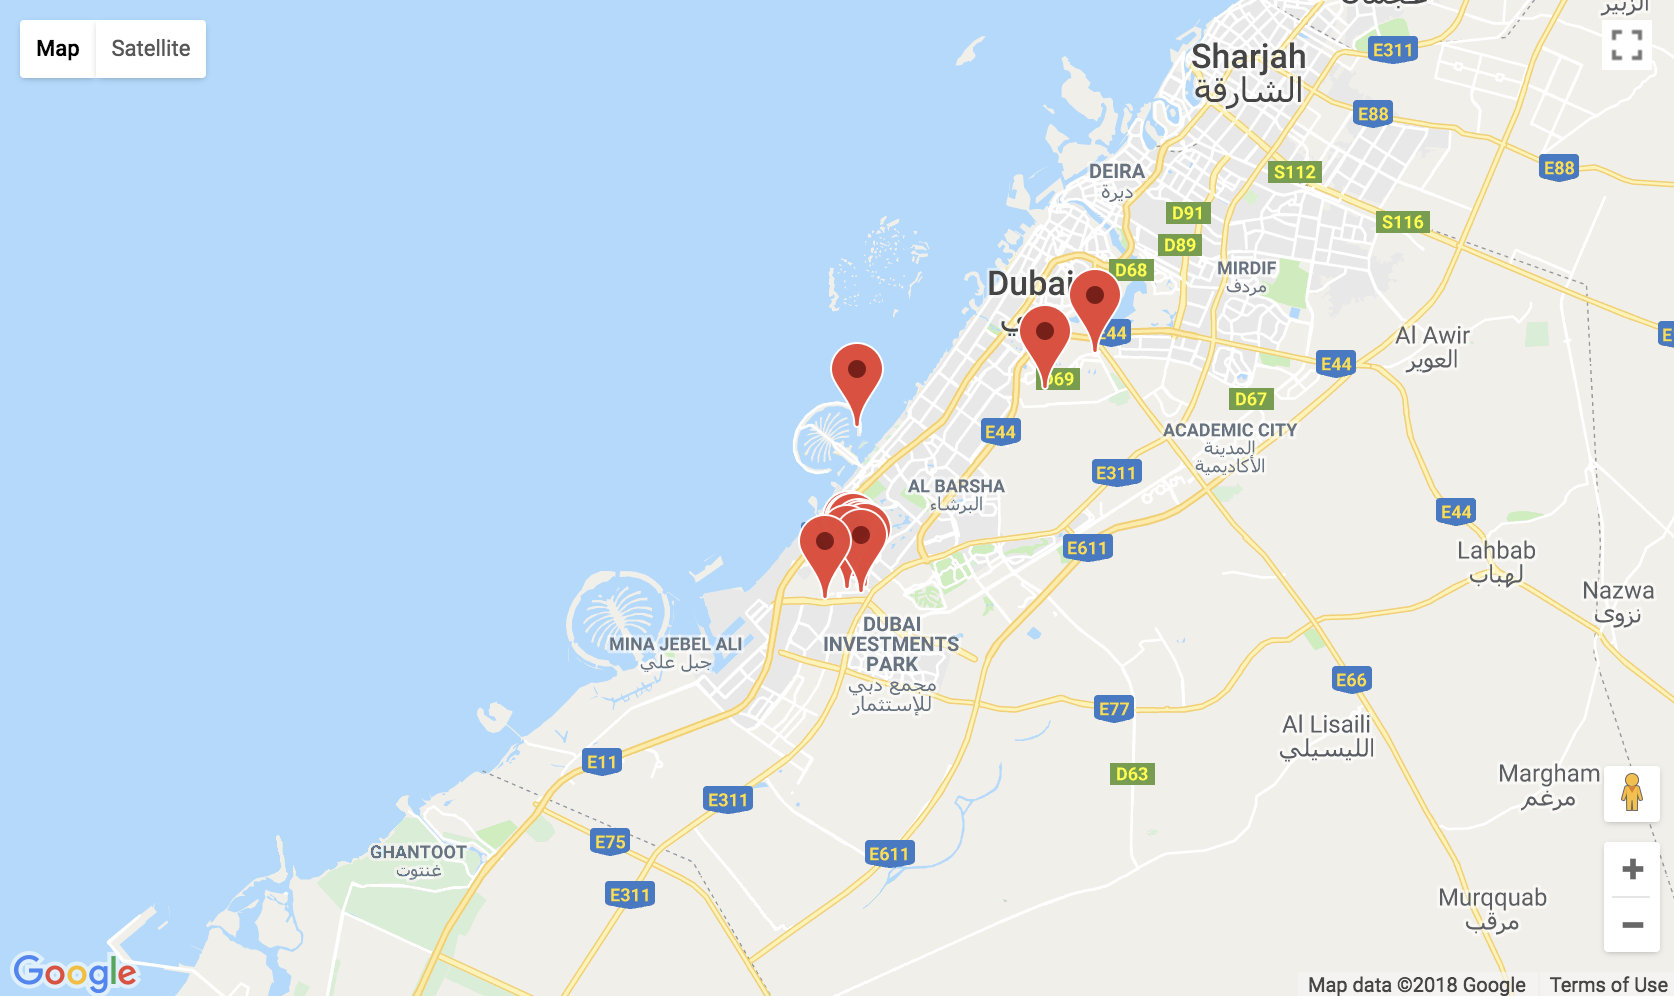 Map
Satellite
Sharjah
الشارقة
E311
E88
E88
S112
S116
DEIRA
ديرة
D91
D89
D68
MIRDIF
مردف
Dubai
E44
D69
Al Awir
العوير
E44
D67
E44
ACADEMIC CITY
المدينة
الأكاديمية
E311
AL BARSHA
البرشاء
E44
E611
Lahbab
لهباب
Nazwa
نزوى
DUBAI
INVESTMENTS
PARK
مجمع دبي
للإستثمار
MINA JEBEL ALI
جبل علي
E66
E77
Al Lisaili
الليسيلي
E11
D63
Margham
مرغم
E311
E75
GHANTOOT
غنتوت
E611
E311
Murqquab
مرقب
Google
Map data ©2018 Google
Terms of Use